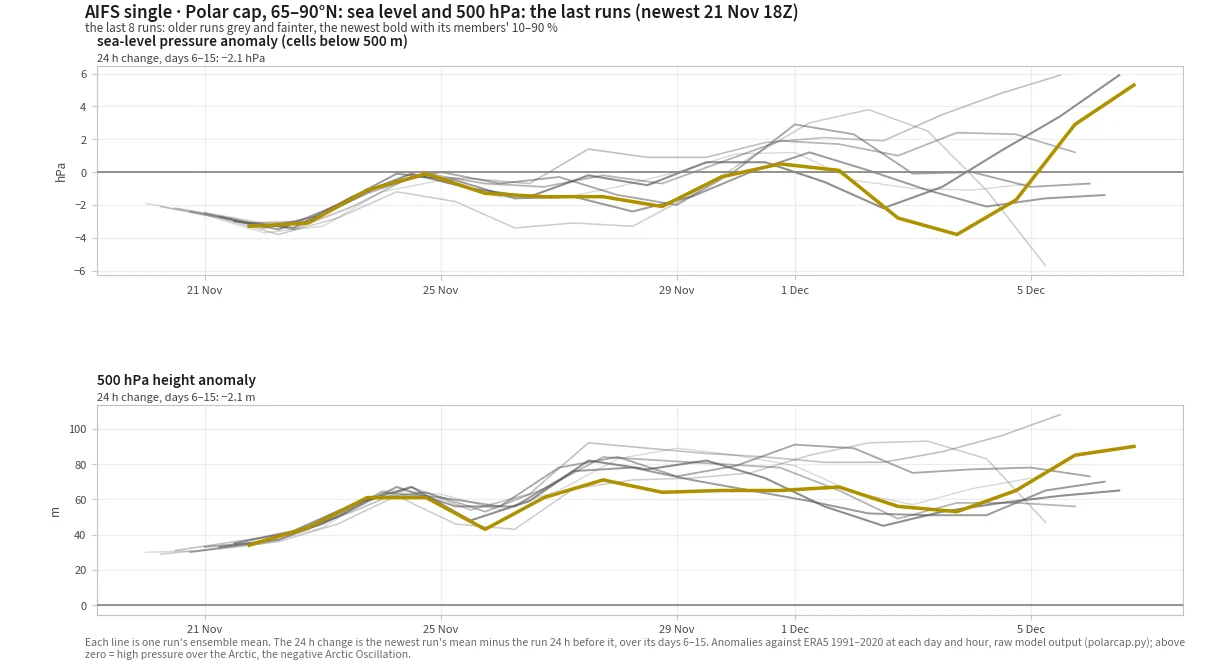 AIFS single · Polar cap, 65–90°N: sea level and 500 hPa: the last runs (newest 21 Nov 18Z)
the last 8 runs: older runs grey and fainter, the newest bold with its members' 10–90 %
sea-level pressure anomaly (cells below 500 m)
24 h change, days 6–15: −2.1 hPa
6
4
2
0
−2
−4
−6
hPa
21 Nov
25 Nov
29 Nov
1 Dec
5 Dec
500 hPa height anomaly
24 h change, days 6–15: −2.1 m
100
80
60
40
20
0
m
21 Nov
25 Nov
29 Nov
1 Dec
5 Dec
Each line is one run's ensemble mean. The 24 h change is the newest run's mean minus the run 24 h before it, over its days 6–15. Anomalies against ERA5 1991–2020 at each day and hour, raw model output (polarcap.py); above
zero = high pressure over the Arctic, the negative Arctic Oscillation.